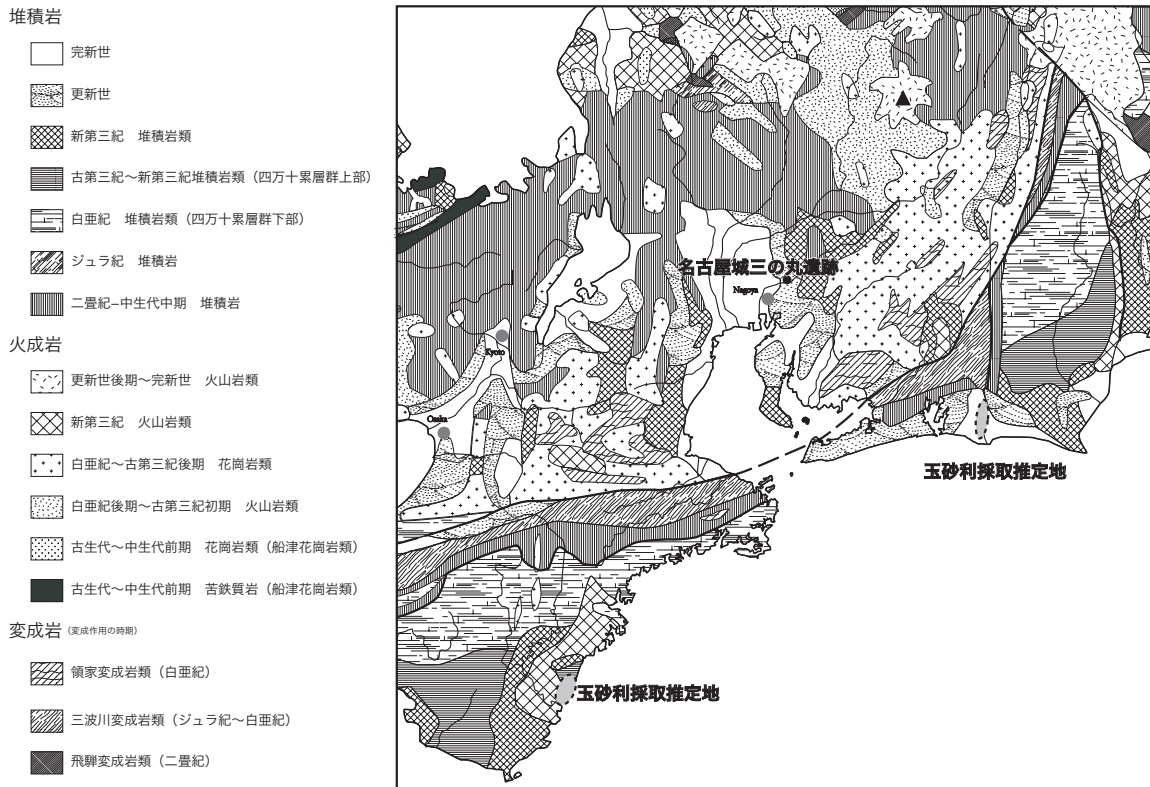 堆積岩
完新世
更新世
新第三紀　堆積岩類
古第三紀～新第三紀堆積岩類（四万十累層群上部）
白亜紀　堆積岩類（四万十累層群下部）
ジュラ紀　堆積岩
二畳紀−中生代中期　堆積岩
火成岩
更新世後期～完新世　火山岩類
新第三紀　火山岩類
白亜紀～古第三紀後期　花崗岩類
白亜紀後期～古第三紀初期　火山岩類
古生代～中生代前期　花崗岩類（船津花崗岩類）
古生代～中生代前期　苦鉄質岩（船津花崗岩類）
変成岩（変成作用の時期）
領家変成岩類（白亜紀）
三波川変成岩類（ジュラ紀～白亜紀）
飛騨変成岩類（二畳紀）
名古屋城三の丸遺跡
Nagoya
Kyoto
Osaka
玉砂利採取推定地
玉砂利採取推定地